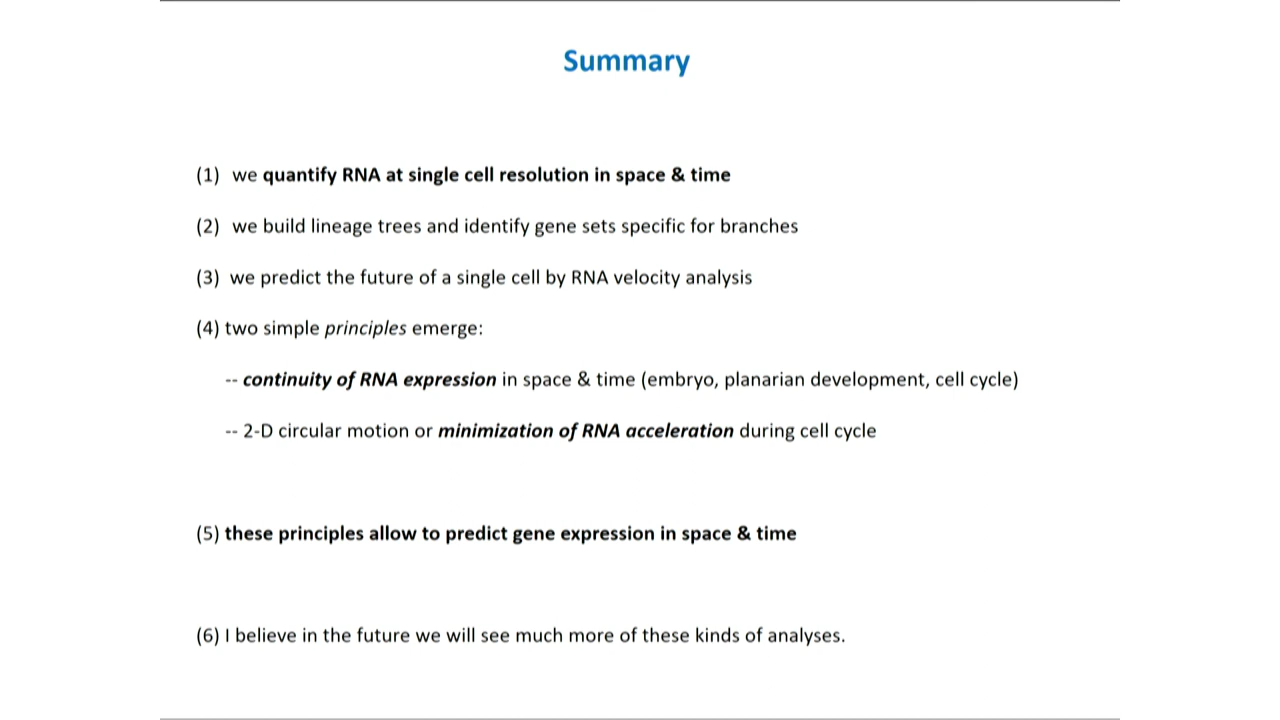 Summary
(1) we quantify RNA at single cell resolution in space & time
(2) we build lineage trees and identify gene sets specific for branches
(3) we predict the future of a single cell by RNA velocity analysis
(4) two simple principles emerge:
-- continuity of RNA expression in space & time (embryo, planarian development, cell cycle)
-- 2-D circular motion or minimization of RNA acceleration during cell cycle
(5) these principles allow to predict gene expression in space & time
(6) I believe in the future we will see much more of these kinds of analyses.